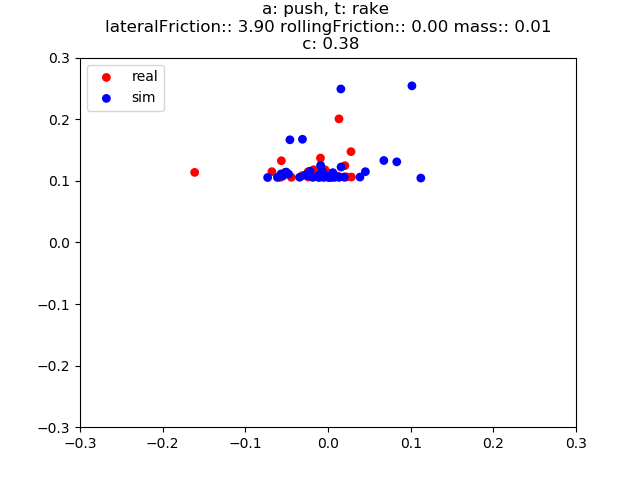 a: push, t: rake
lateralFriction:: 3.90 rollingFriction:: 0.00 mass:: 0.01
c: 0.38
real
sim
0.3
0.2
0.1
0.0
−0.1
−0.2
−0.3
−0.3 −0.2 −0.1 0.0 0.1 0.2 0.3